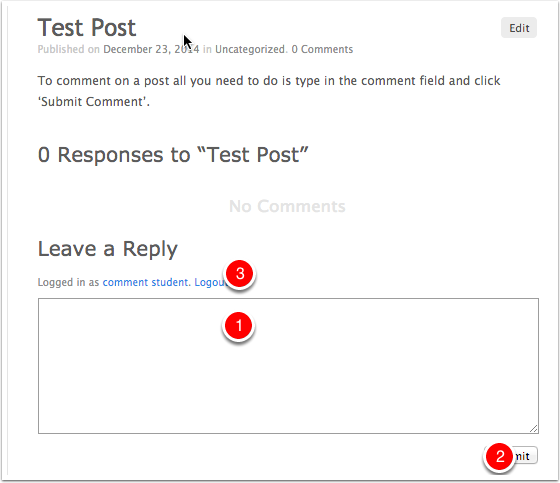 Test Post
Edit
Published on December 23, 2014 in Uncategorized. 0 Comments
To comment on a post all you need to do is type in the comment field and click
‘Submit Comment’.
0 Responses to “Test Post”
No Comments
Leave a Reply
Logged in as comment student. Logou
3
1
2
mit